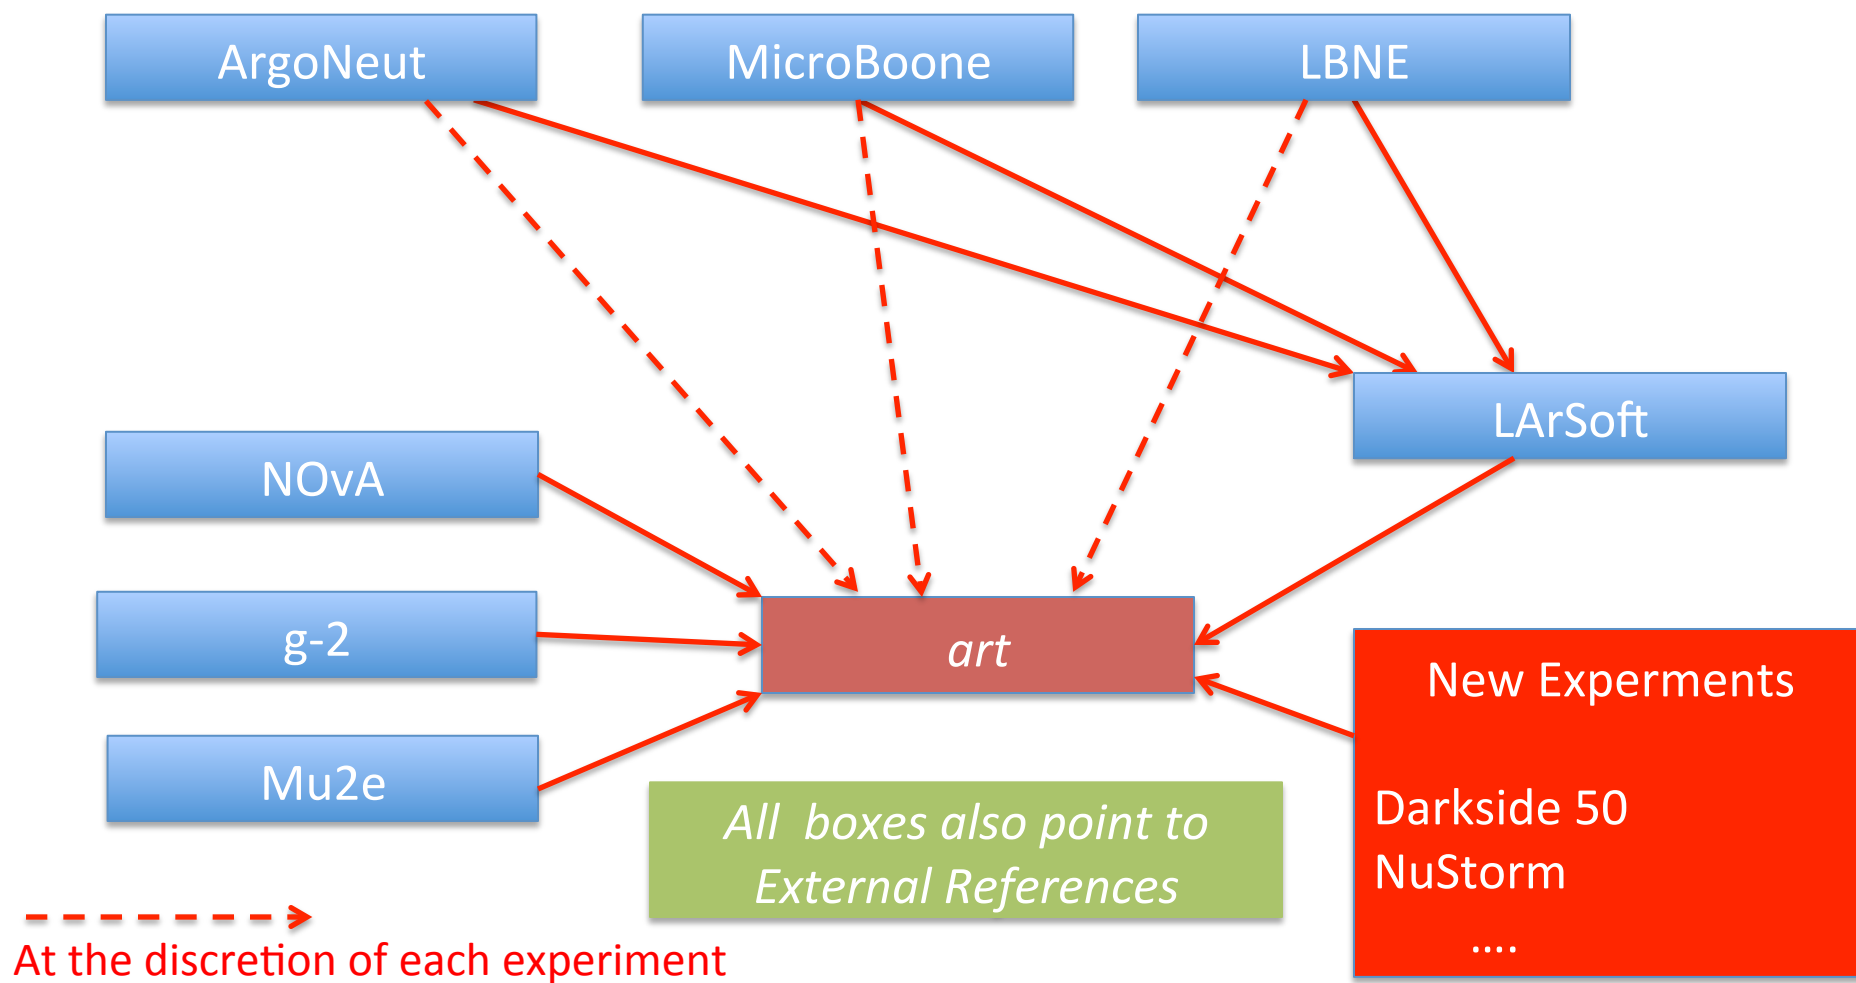 ArgoNeut
MicroBoone
LBNE
LArSoft
NOvA
g-2
art
Mu2e
New Experments
Darkside 50
NuStorm
....
All boxes also point to
External References
At the discretion of each experiment